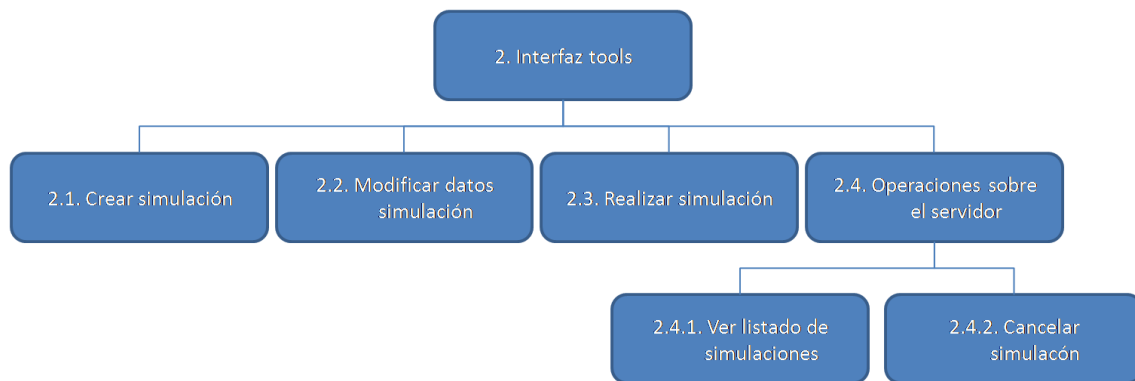 2. Interfaz tools
2.1. Crear simulación
2.2. Modificar datos
simulación
2.3. Realizar simulación
2.4. Operaciones sobre
el servidor
2.4.1. Ver listado de
simulaciones
2.4.2. Cancelar
simulacón